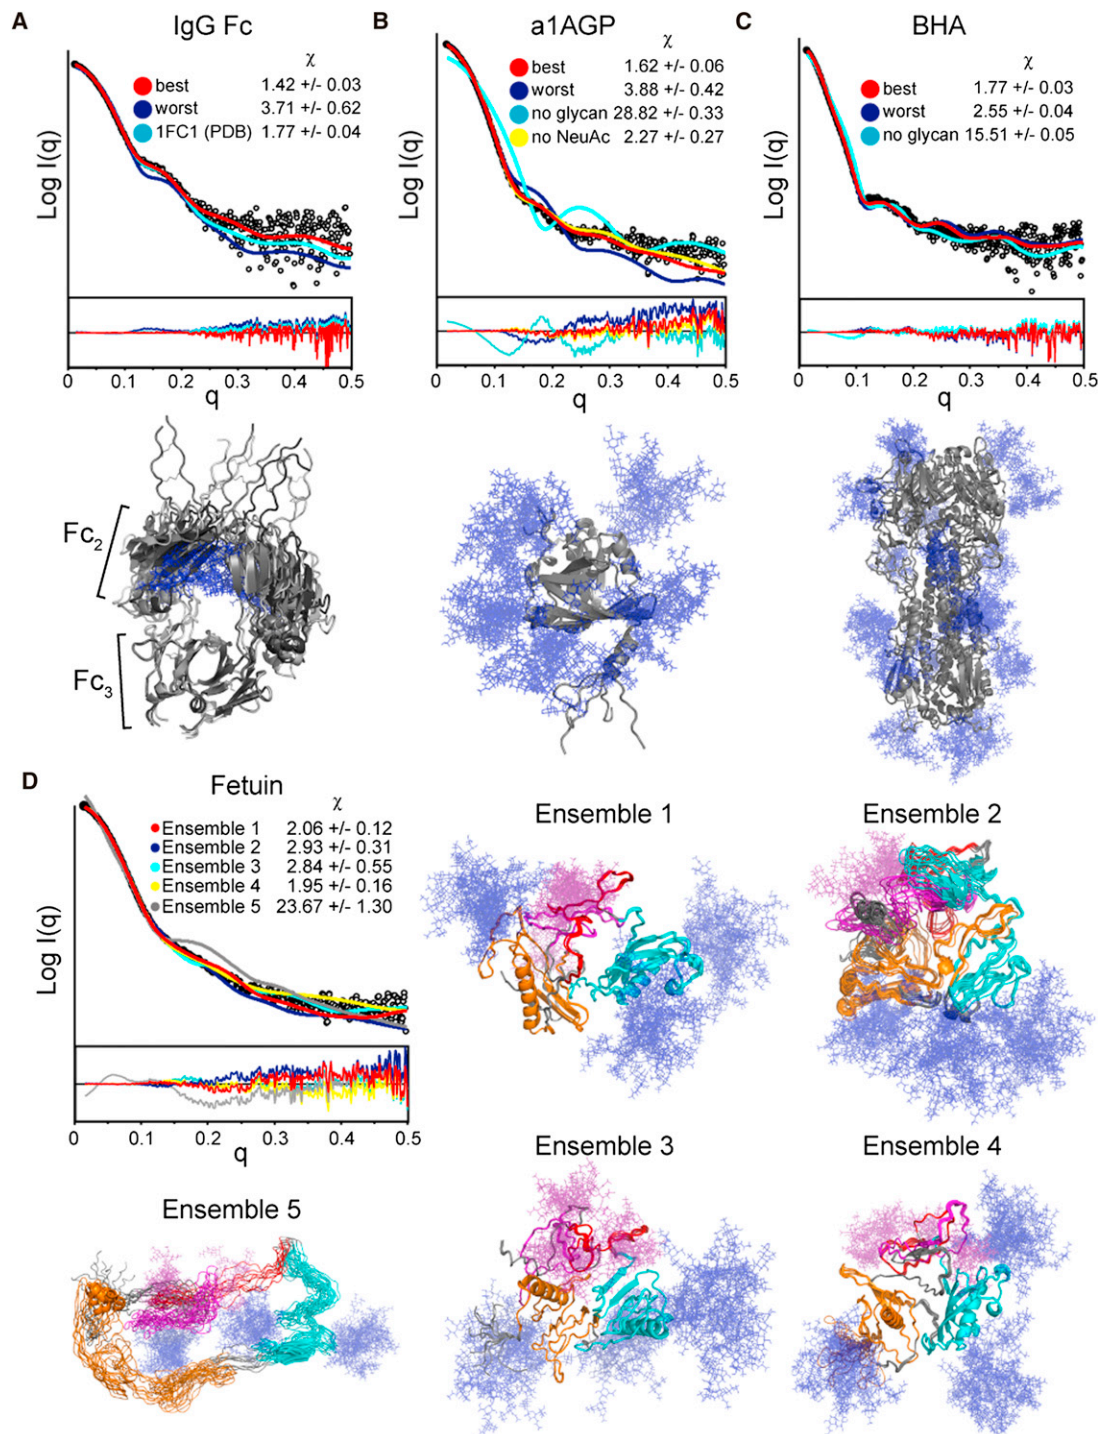 A
IgG Fc
χ
best 1.42 +/- 0.03
worst 3.71 +/- 0.62
1FC1 (PDB) 1.77 +/- 0.04
Log I(q)
0 0.1 0.2 0.3 0.4 0.5
q
Fc2
Fc3
B
a1AGP
χ
best 1.62 +/- 0.06
worst 3.88 +/- 0.42
no glycan 28.82 +/- 0.33
no NeuAc 2.27 +/- 0.27
Log I(q)
0 0.1 0.2 0.3 0.4 0.5
q
C
BHA
χ
best 1.77 +/- 0.03
worst 2.55 +/- 0.04
no glycan 15.51 +/- 0.05
Log I(q)
0 0.1 0.2 0.3 0.4 0.5
q
D
Fetuin
χ
Ensemble 1 2.06 +/- 0.12
Ensemble 2 2.93 +/- 0.31
Ensemble 3 2.84 +/- 0.55
Ensemble 4 1.95 +/- 0.16
Ensemble 5 23.67 +/- 1.30
Log I(q)
0 0.1 0.2 0.3 0.4 0.5
q
Ensemble 1
Ensemble 2
Ensemble 3
Ensemble 4
Ensemble 5